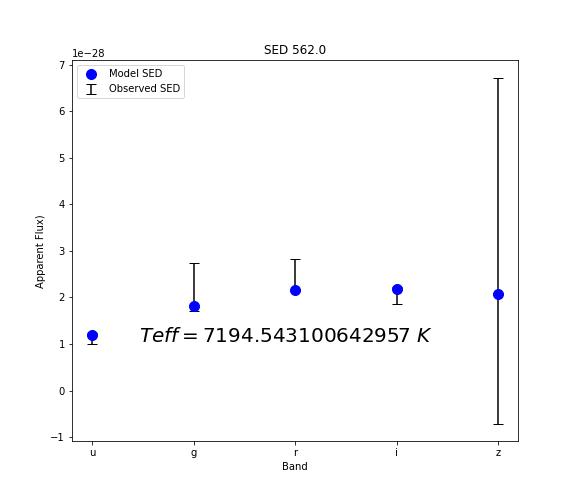 SED 562.0
1e−28
Model SED
Observed SED
7
6
5
4
3
2
1
0
−1
Apparent Flux)
Teff = 7194.543100642957 K
u g r i z
Band